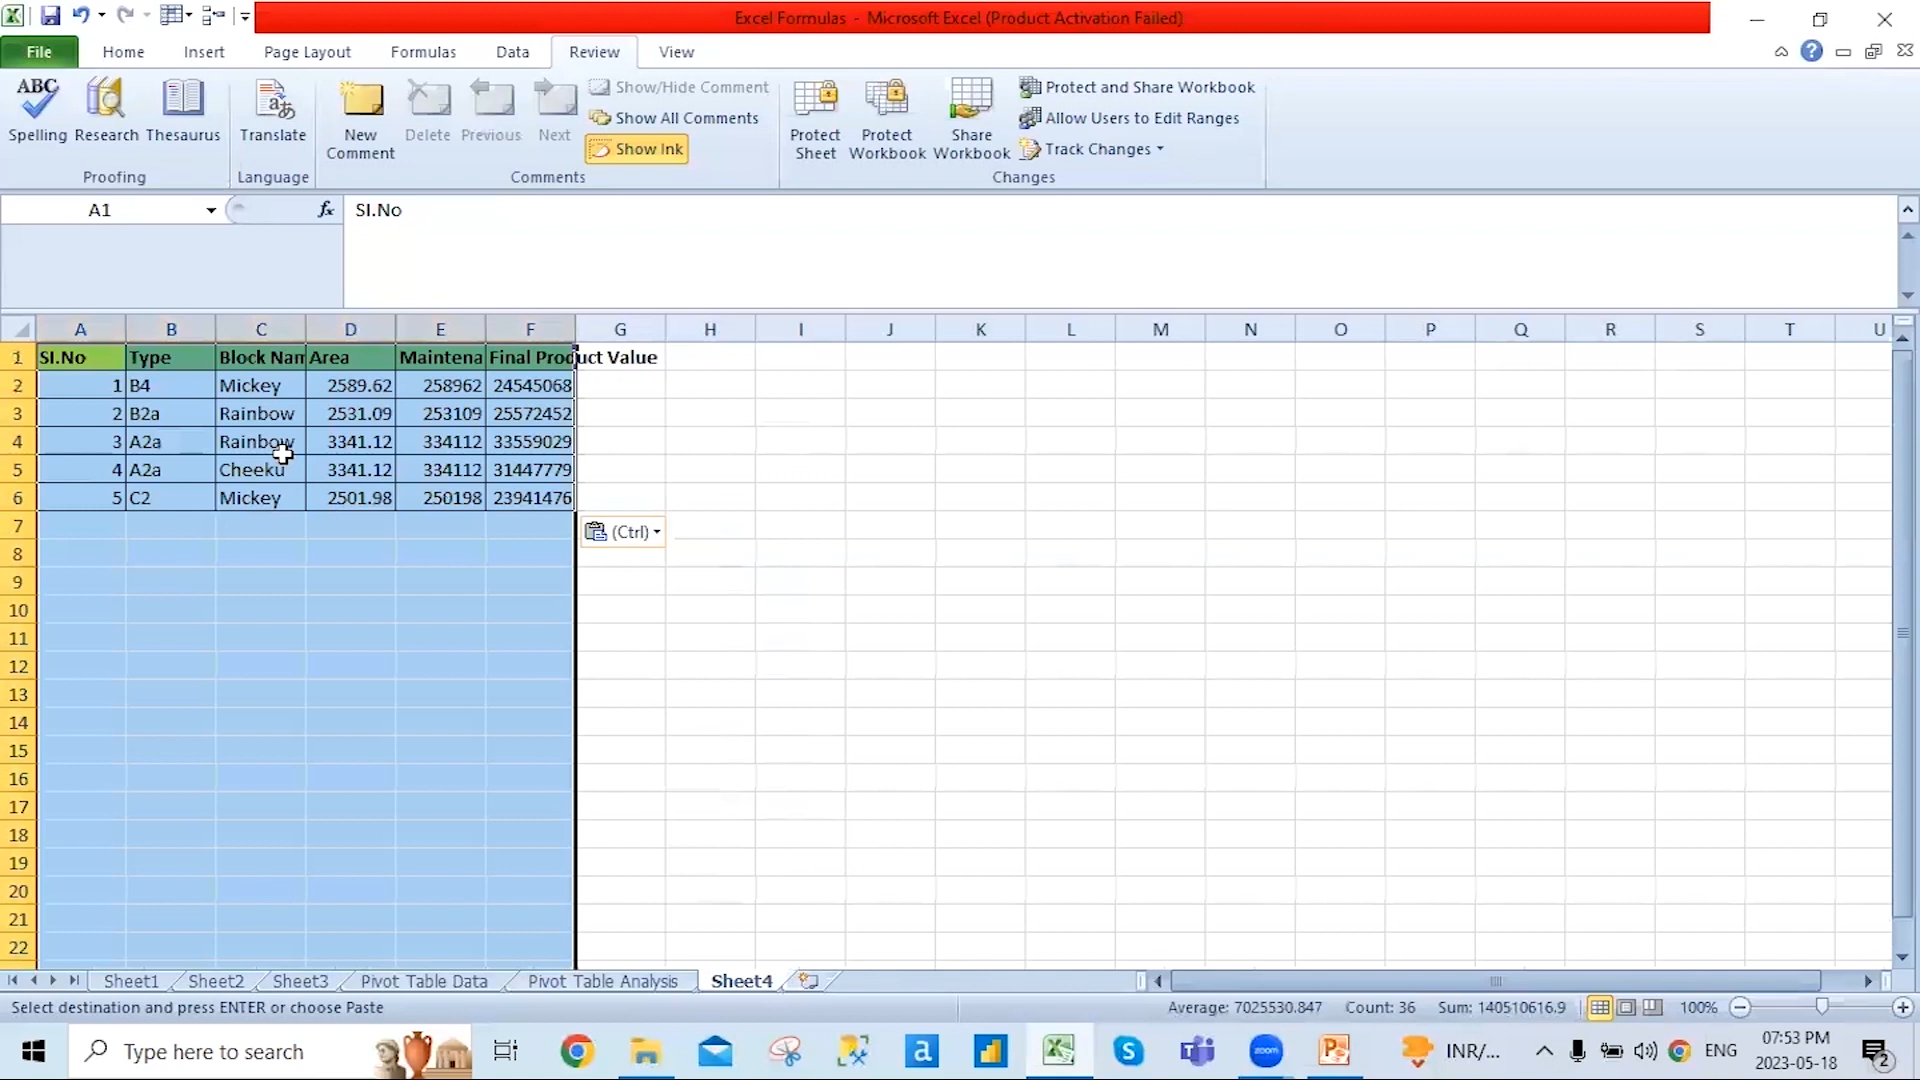 Excel Formulas - Microsoft Excel (Product Activation Failed)
File Home Insert Page Layout Formulas Data Review View
ABC
Spelling Research Thesaurus Translate New Comment Delete Previous Next
Show/Hide Comment
Show All Comments
Show Ink
Protect Sheet Protect Workbook Share Workbook
Protect and Share Workbook
Allow Users to Edit Ranges
Track Changes
Proofing Language Comments Changes
A1 fx SI.No
A B C D E F G H I J K L M N O P Q R S T U
1 SI.No Type Block Nam Area Maintena Final Product Value
2 1 B4 Mickey 2589.62 258962 24545068
3 2 B2a Rainbow 2531.09 253109 25572452
4 3 A2a Rainbow 3341.12 334112 33559029
5 4 A2a Cheeku 3341.12 334112 31447779
6 5 C2 Mickey 2501.98 250198 23941476
7 (Ctrl)
8
9
10
11
12
13
14
15
16
17
18
19
20
21
22
Sheet1 Sheet2 Sheet3 Pivot Table Data Pivot Table Analysis Sheet4
Select destination and press ENTER or choose Paste Average: 7025530.847 Count: 36 Sum: 140510616.9 100%
Type here to search a zoom INR/... ENG 07:53 PM
2023-05-18 2